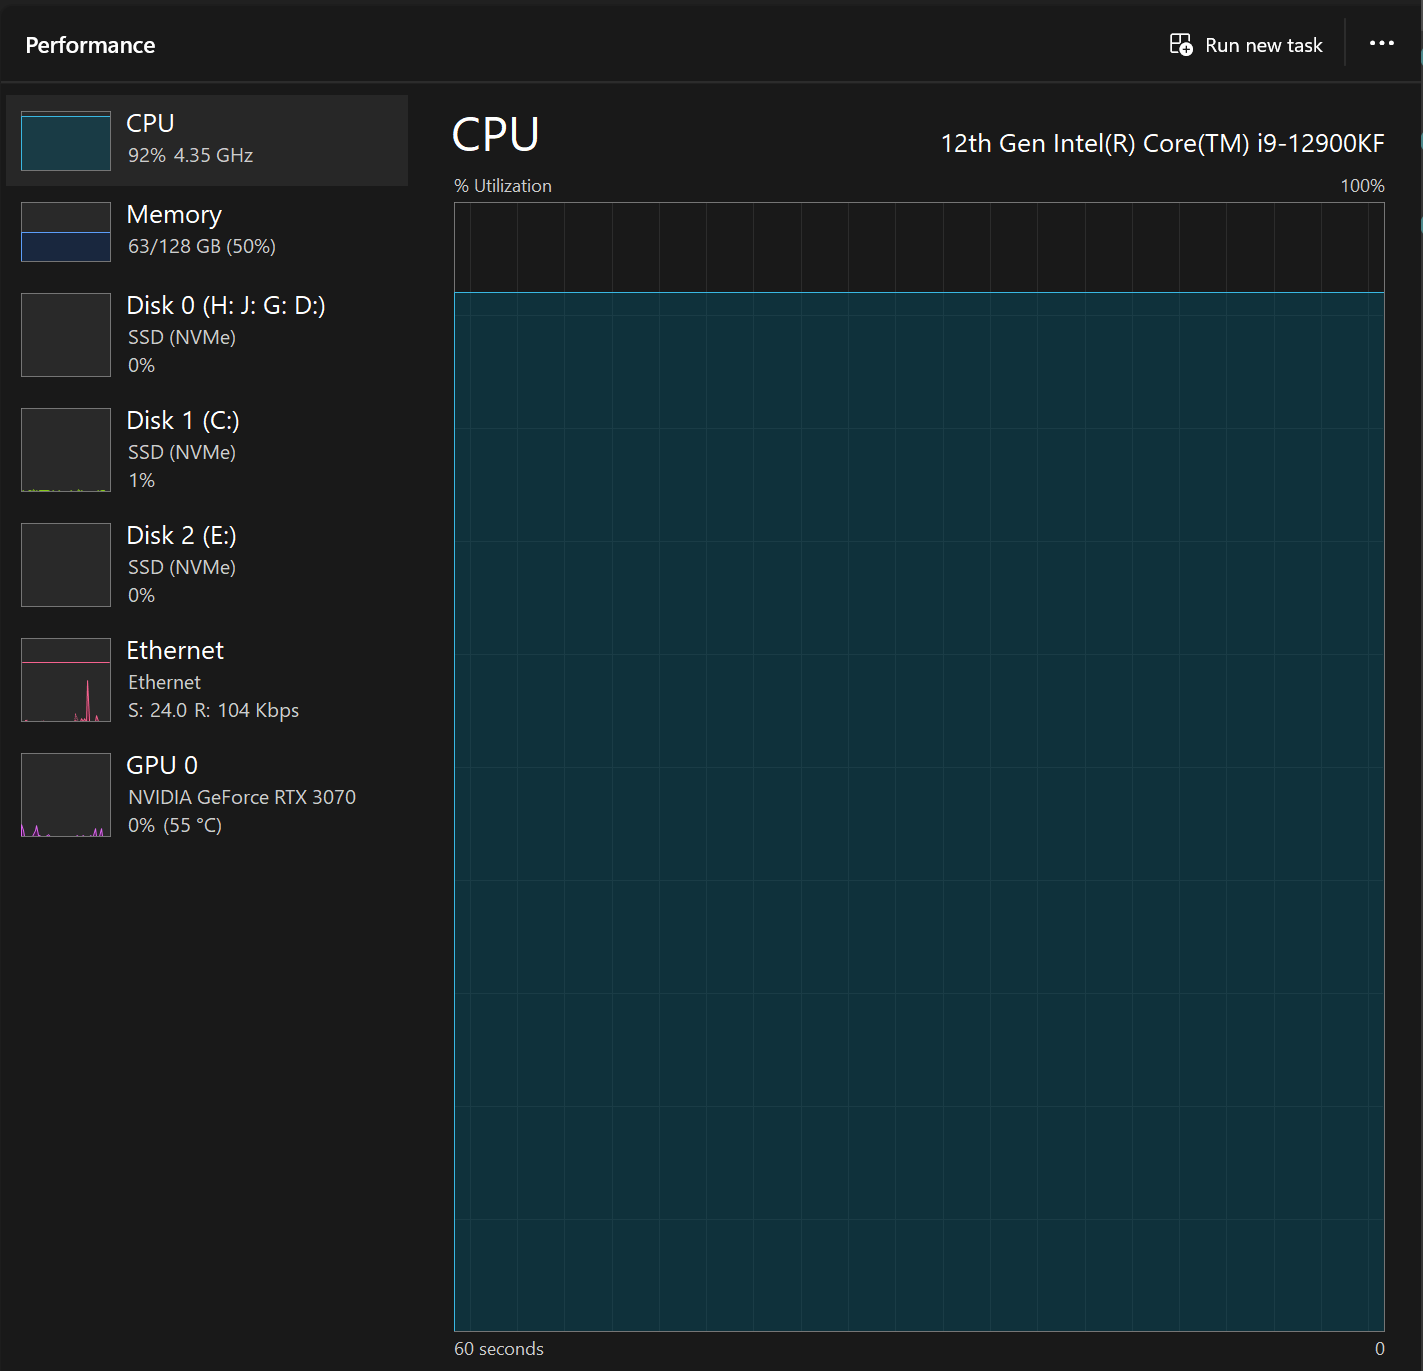 Performance
Run new task
CPU
92% 4.35 GHz
Memory
63/128 GB (50%)
Disk 0 (H: J: G: D:)
SSD (NVMe)
0%
Disk 1 (C:)
SSD (NVMe)
1%
Disk 2 (E:)
SSD (NVMe)
0%
Ethernet
Ethernet
S: 24.0 R: 104 Kbps
GPU 0
NVIDIA GeForce RTX 3070
0% (55 °C)
CPU
12th Gen Intel(R) Core(TM) i9-12900KF
% Utilization
100%
60 seconds
0